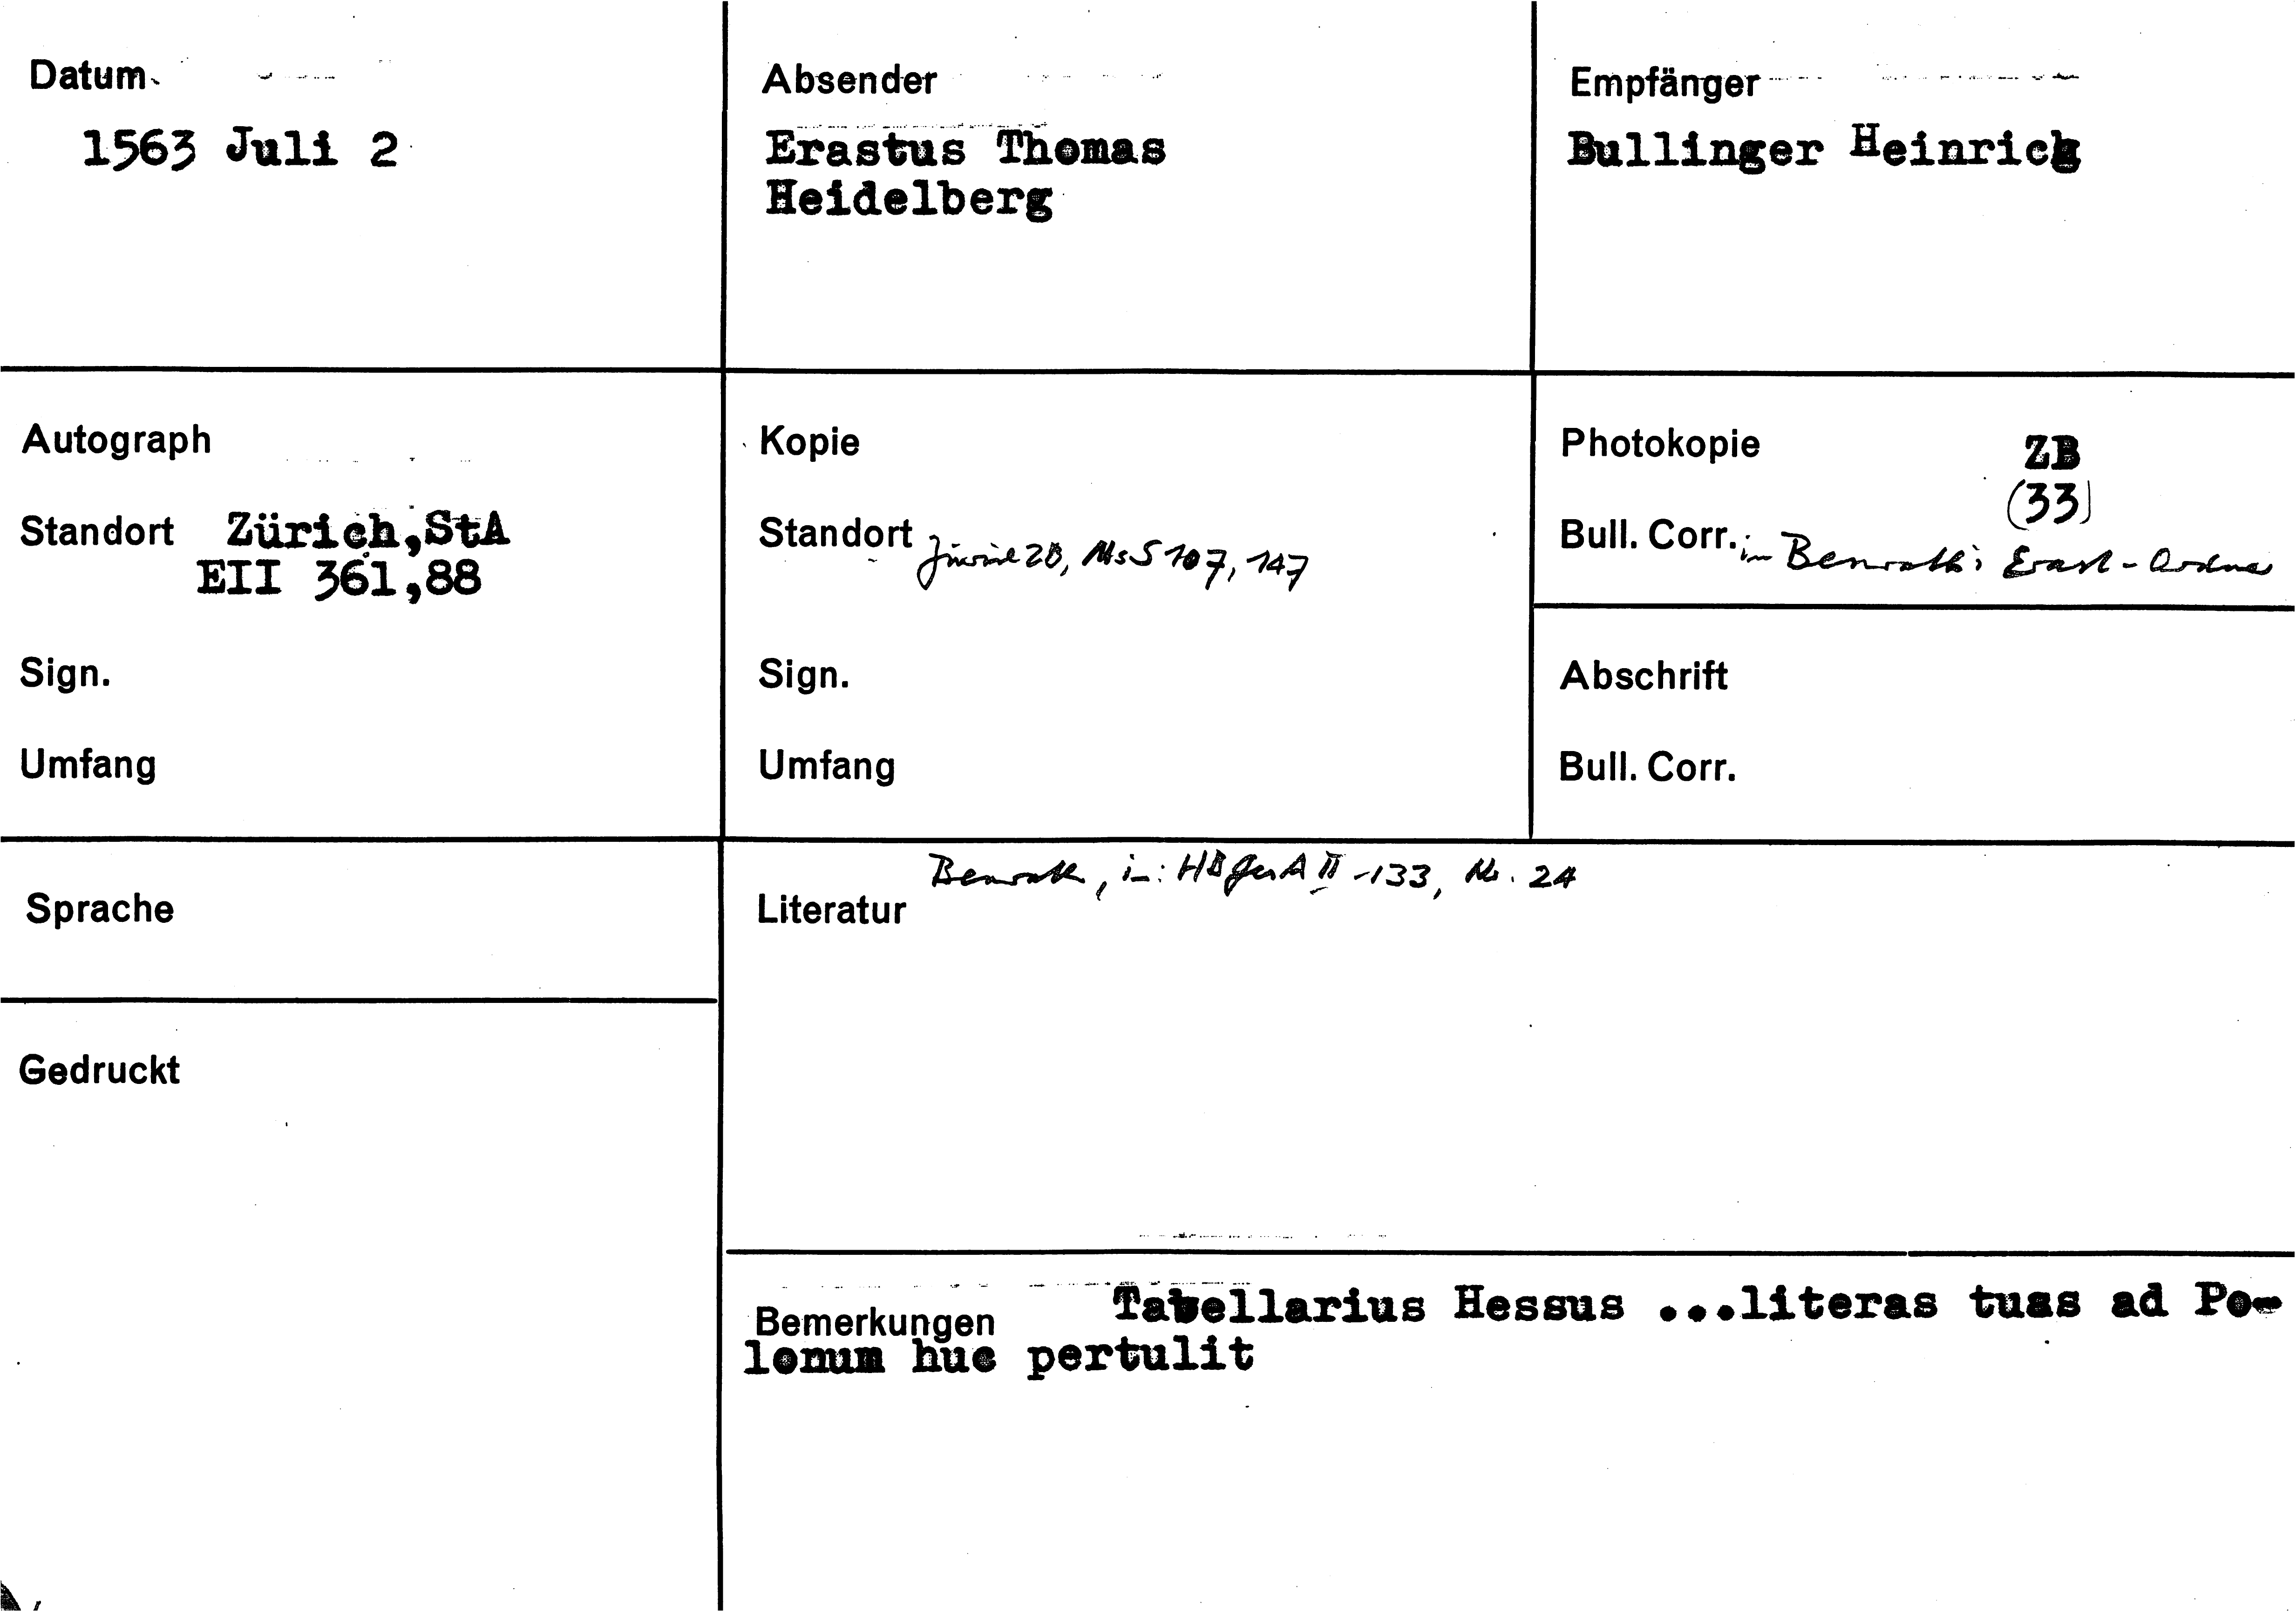 Datum
1563 Juli 2
Absender
Erastus Thomas
Heidelberg
Empfänger
Bullinger Heinrich
Autograph
Standort Zürich,StA
EII 361,88
Sign.
Umfang
Kopie
Standort Zürich ZB, Ms S 107, 147
Sign.
Umfang
Photokopie ZB
(33)
Bull. Corr. in Benrath's Erast-Ordner
Abschrift
Bull. Corr.
Sprache
Gedruckt
Benrath, in: HBGesA II -133, Nr. 24
Literatur
Bemerkungen Tabellarius Hessus ...literas tuas ad Po-
lonum huc pertulit